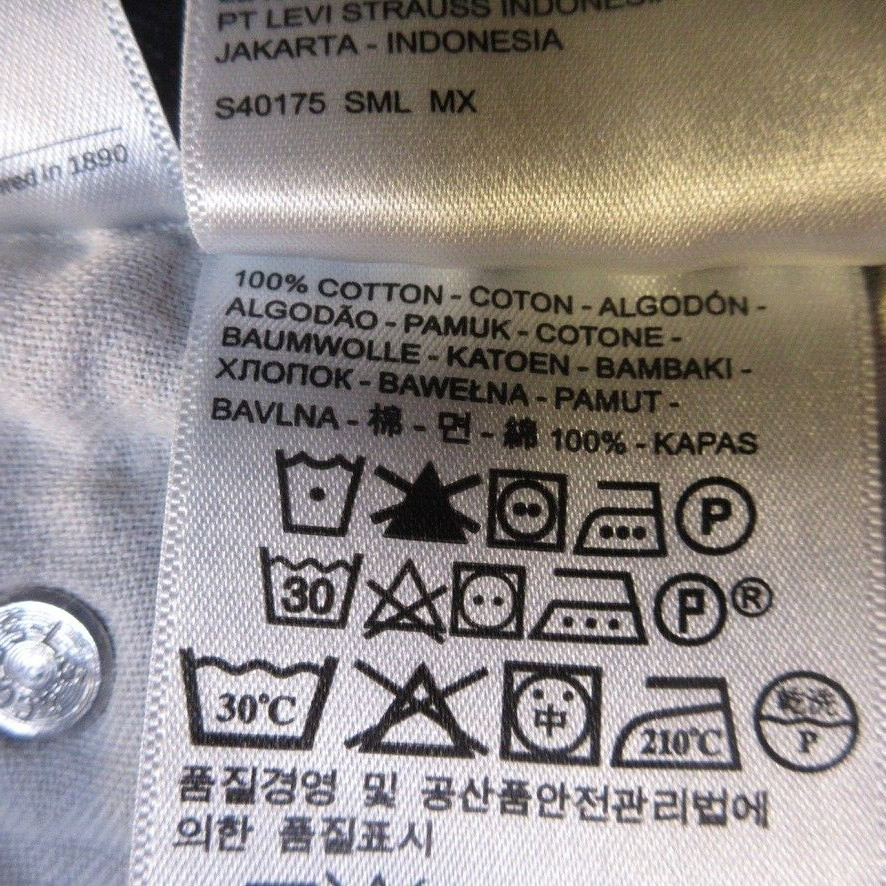 PT LEVI STRAUSS
JAKARTA - INDONESIA
S40175 SML MX
in 1890
100% COTTON - COTON - ALGODÓN -
ALGODÃO - PAMUK - COTONE -
BAUMWOLLE - KATOEN - BAMBAKI -
ХЛОПОК - BAWEŁNA - PAMUT -
BAVLNA - 棉 - 면 - 綿 100% - KAPAS
P
30 P ®
30°C 中 210°C 乾洗 P
품질경영 및 공산품안전관리법에
의한 품질표시